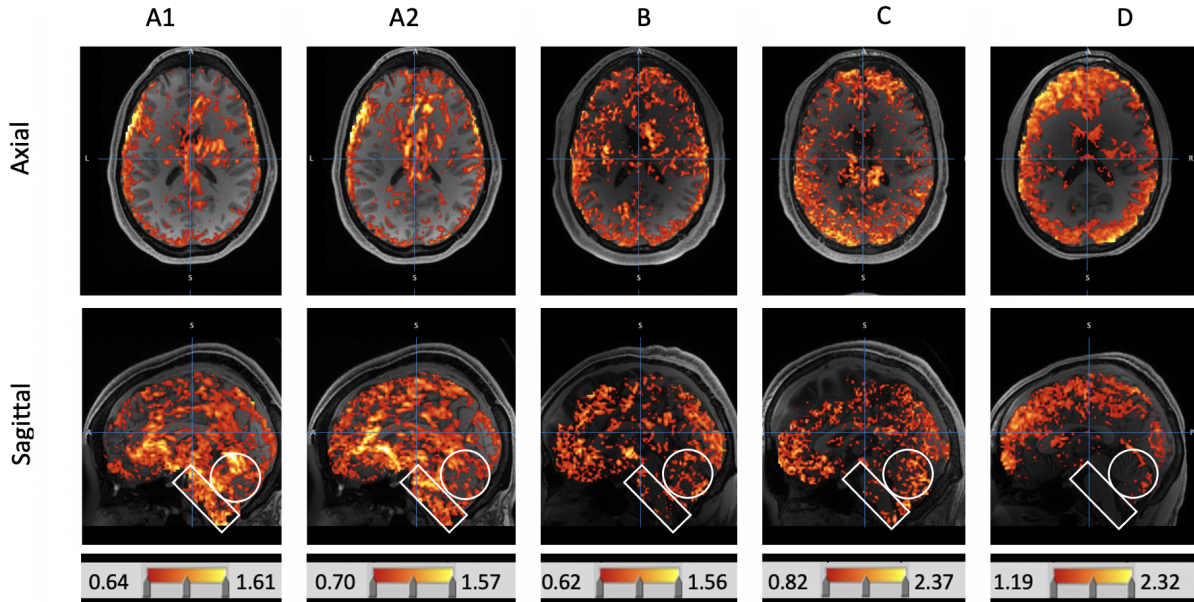 A1 A2 B C D
Axial
A A A A A
L L L R
S S S S S
Sagittal
S S S S S
A A P
0.64 1.61 0.70 1.57 0.62 1.56 0.82 2.37 1.19 2.32